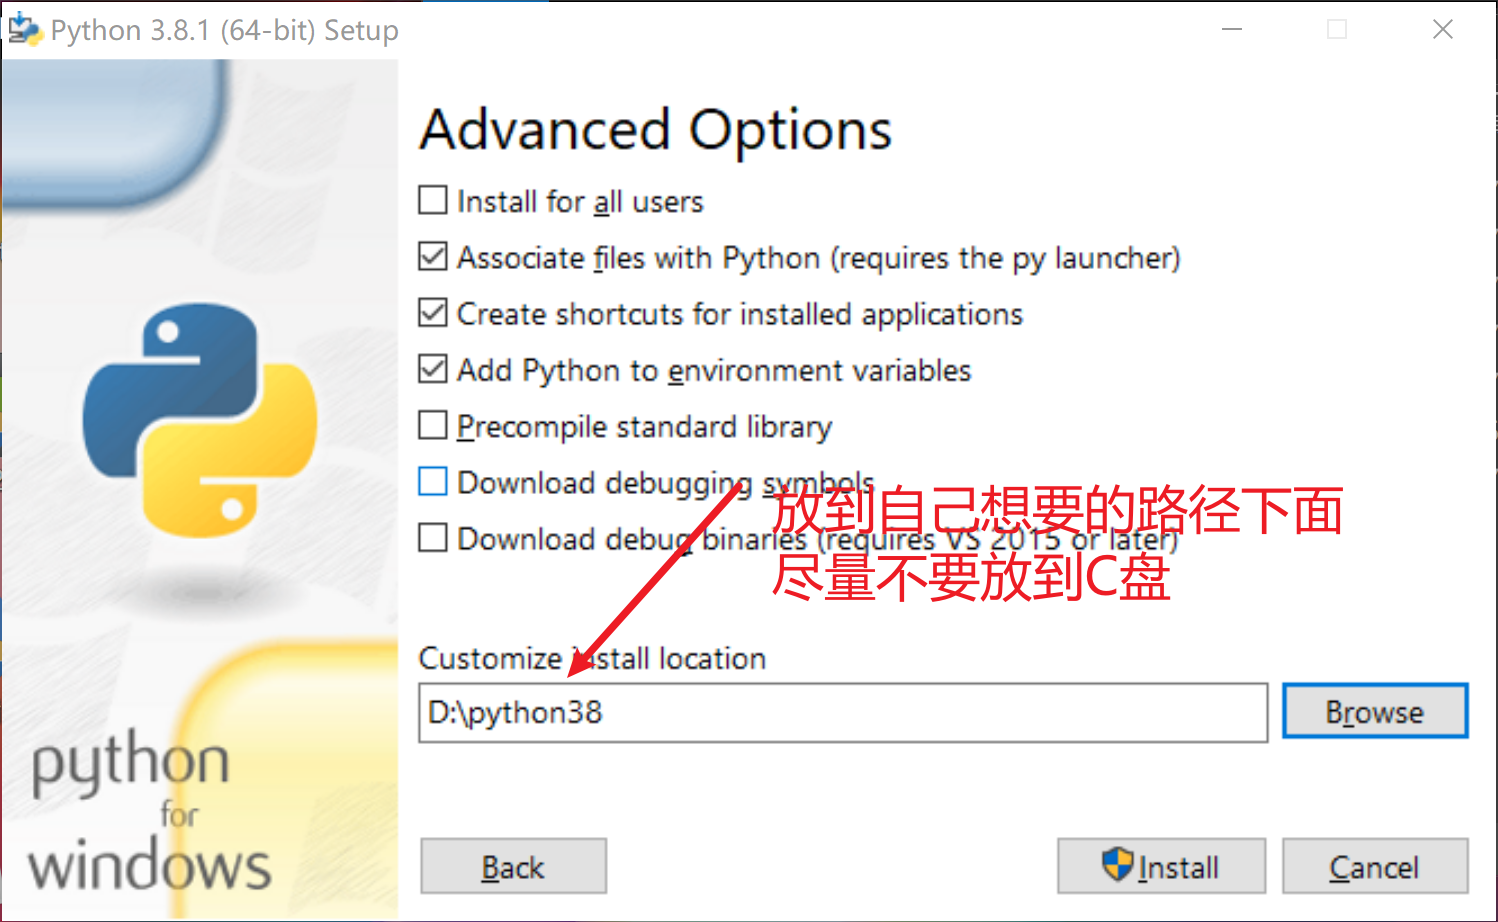 Python 3.8.1 (64-bit) Setup
Advanced Options
Install for all users
Associate files with Python (requires the py launcher)
Create shortcuts for installed applications
Add Python to environment variables
Precompile standard library
Download debugging symbols
放到自己想要的路径下面
Download debug binaries (requires VS 2015 or later)
尽量不要放到C盘
Customize install location
D:\python38
Browse
python
for
windows
Back
Install
Cancel